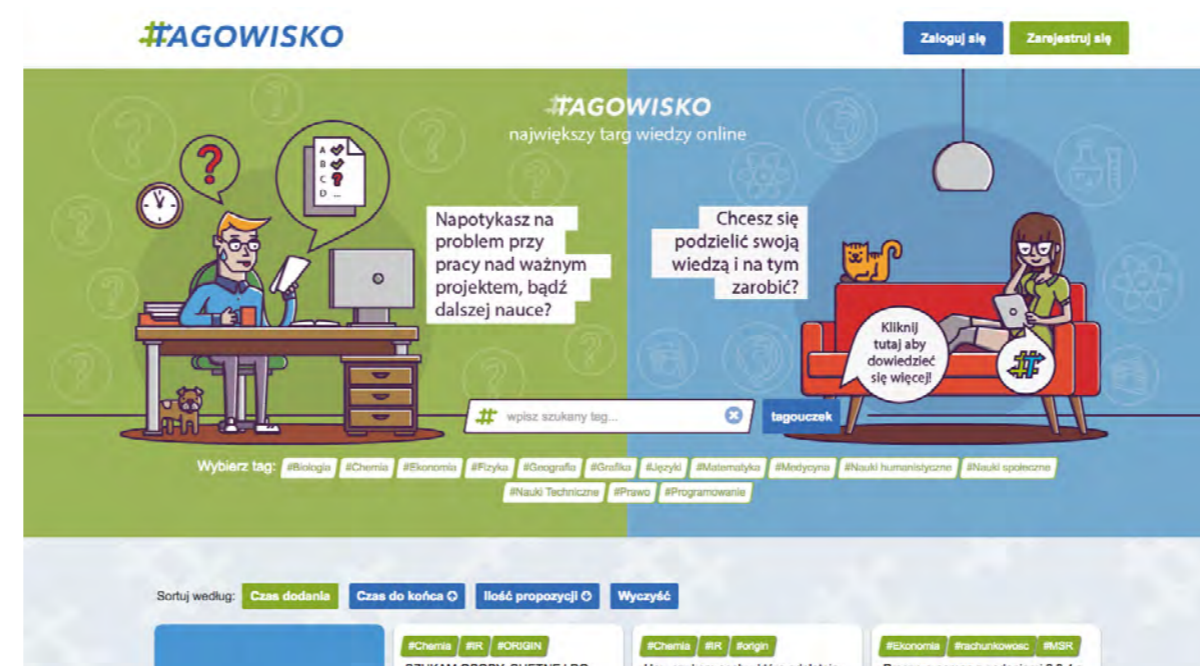 #TAGOWISKO
Zaloguj się
Zarejestruj się
#TAGOWISKO
największy targ wiedzy online
?
A
B
C ?
D ...
Napotykasz na
problem przy
pracy nad ważnym
projektem, bądź
dalszej nauce?
Chcesz się
podzielić swoją
wiedzą i na tym
zarobić?
Kliknij
tutaj aby
dowiedzieć
się więcej!
#T
wpisz szukany tag...
tagouczek
Wybierz tag: #Biologia #Chemia #Ekonomia #Fizyka #Geografia #Grafika #Języki #Matematyka #Medycyna #Nauki humanistyczne #Nauki społeczne
#Nauki Techniczne #Prawo #Programowanie
Sortuj według: Czas dodania Czas do końca Ilość propozycji Wyczyść
#Chemia #IR #ORIGIN
#Chemia #IR #origin
#Ekonomia #rachunkowosc #MSR